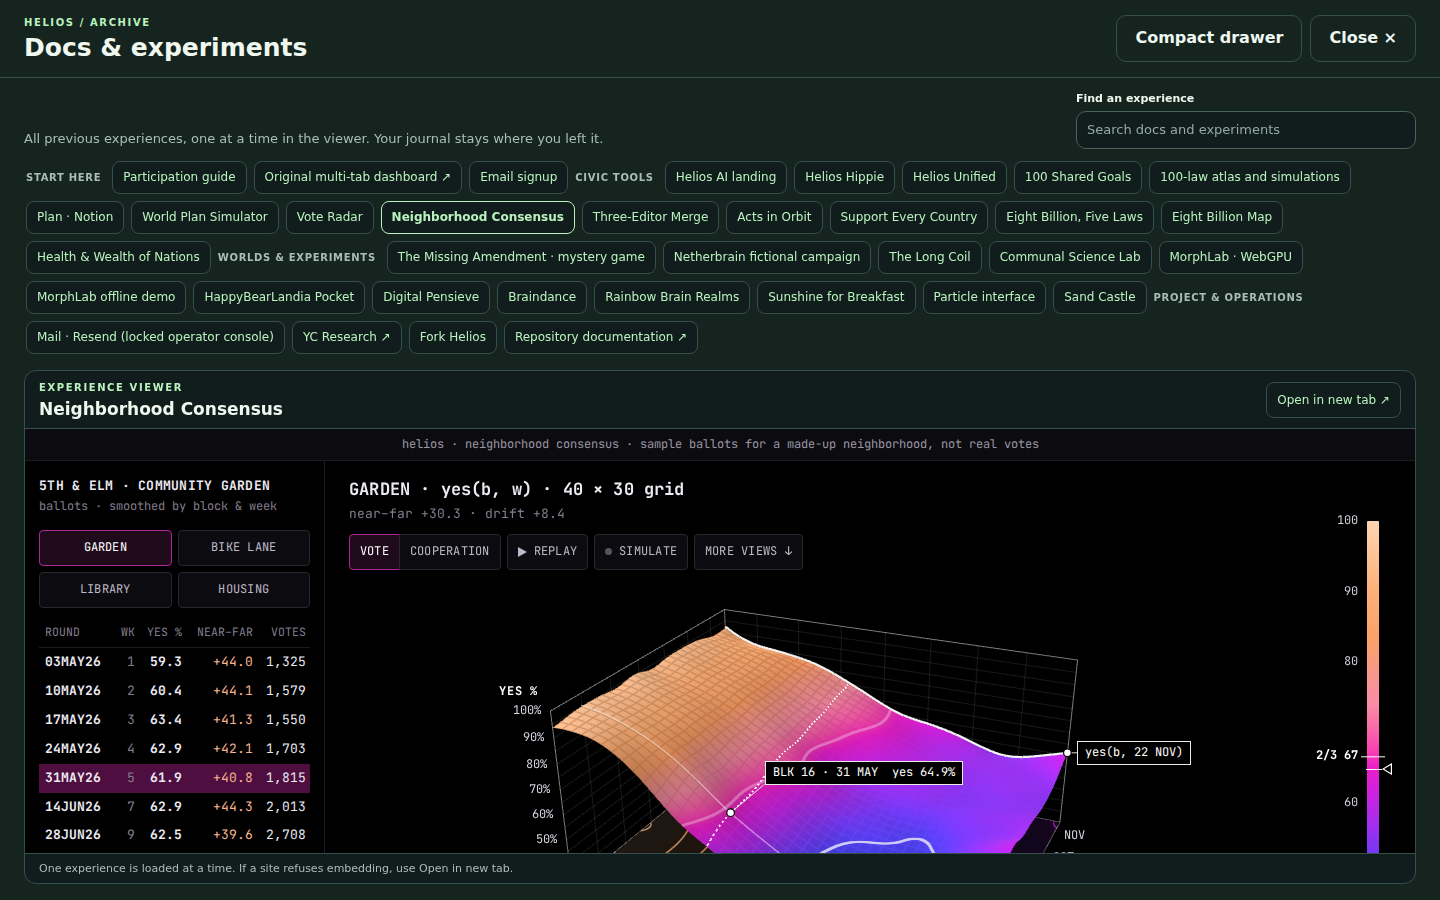 HELIOS / ARCHIVE
Docs & experiments
Compact drawer
Close ×
Find an experience
Search docs and experiments
All previous experiences, one at a time in the viewer. Your journal stays where you left it.
START HERE Participation guide Original multi-tab dashboard ↗ Email signup CIVIC TOOLS Helios AI landing Helios Hippie Helios Unified 100 Shared Goals 100-law atlas and simulations
Plan · Notion World Plan Simulator Vote Radar Neighborhood Consensus Three-Editor Merge Acts in Orbit Support Every Country Eight Billion, Five Laws Eight Billion Map
Health & Wealth of Nations WORLDS & EXPERIMENTS The Missing Amendment · mystery game Netherbrain fictional campaign The Long Coil Communal Science Lab MorphLab · WebGPU
MorphLab offline demo HappyBearLandia Pocket Digital Pensieve Braindance Rainbow Brain Realms Sunshine for Breakfast Particle interface Sand Castle PROJECT & OPERATIONS
Mail · Resend (locked operator console) YC Research ↗ Fork Helios Repository documentation ↗
EXPERIENCE VIEWER
Neighborhood Consensus
Open in new tab ↗
helios · neighborhood consensus · sample ballots for a made-up neighborhood, not real votes
5TH & ELM · COMMUNITY GARDEN
ballots · smoothed by block & week
GARDEN BIKE LANE
LIBRARY HOUSING
ROUND WK YES % NEAR–FAR VOTES
03MAY26 1 59.3 +44.0 1,325
10MAY26 2 60.4 +44.1 1,579
17MAY26 3 63.4 +41.3 1,550
24MAY26 4 62.9 +42.1 1,703
31MAY26 5 61.9 +40.8 1,815
14JUN26 7 62.9 +44.3 2,013
28JUN26 9 62.5 +39.6 2,708
GARDEN · yes(b, w) · 40 × 30 grid
near–far +30.3 · drift +8.4
VOTE COOPERATION ▶ REPLAY ● SIMULATE MORE VIEWS ↓
YES %
100%
90%
80%
70%
60%
50%
BLK 16 · 31 MAY yes 64.9%
yes(b, 22 NOV)
NOV
100
90
80
2/3 67
60
One experience is loaded at a time. If a site refuses embedding, use Open in new tab.